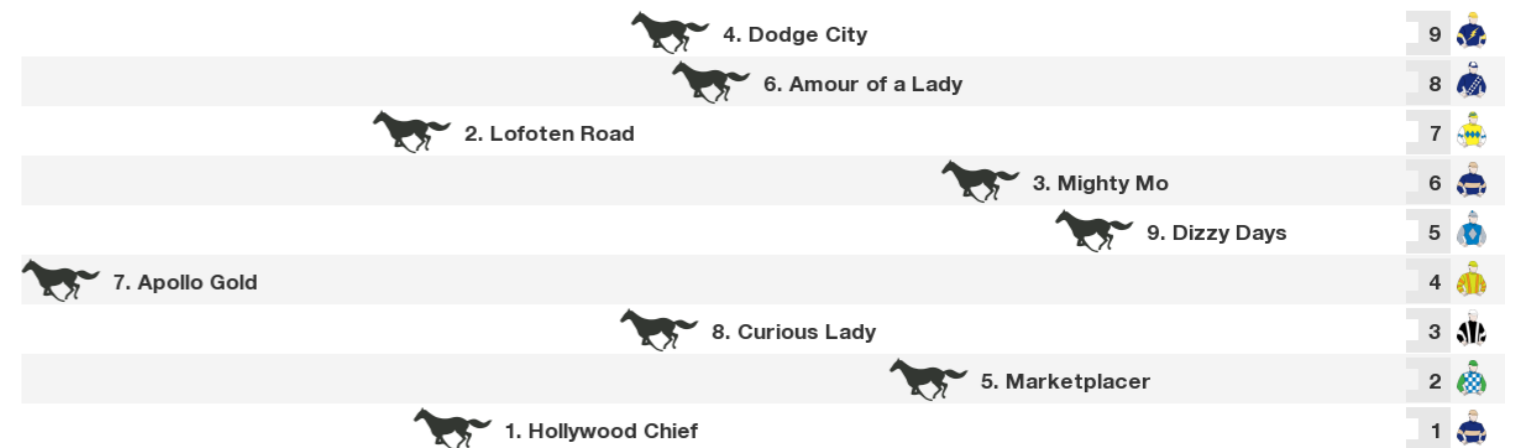 4. Dodge City 9
6. Amour of a Lady 8
2. Lofoten Road 7
3. Mighty Mo 6
9. Dizzy Days 5
7. Apollo Gold 4
8. Curious Lady 3
5. Marketplacer 2
1. Hollywood Chief 1